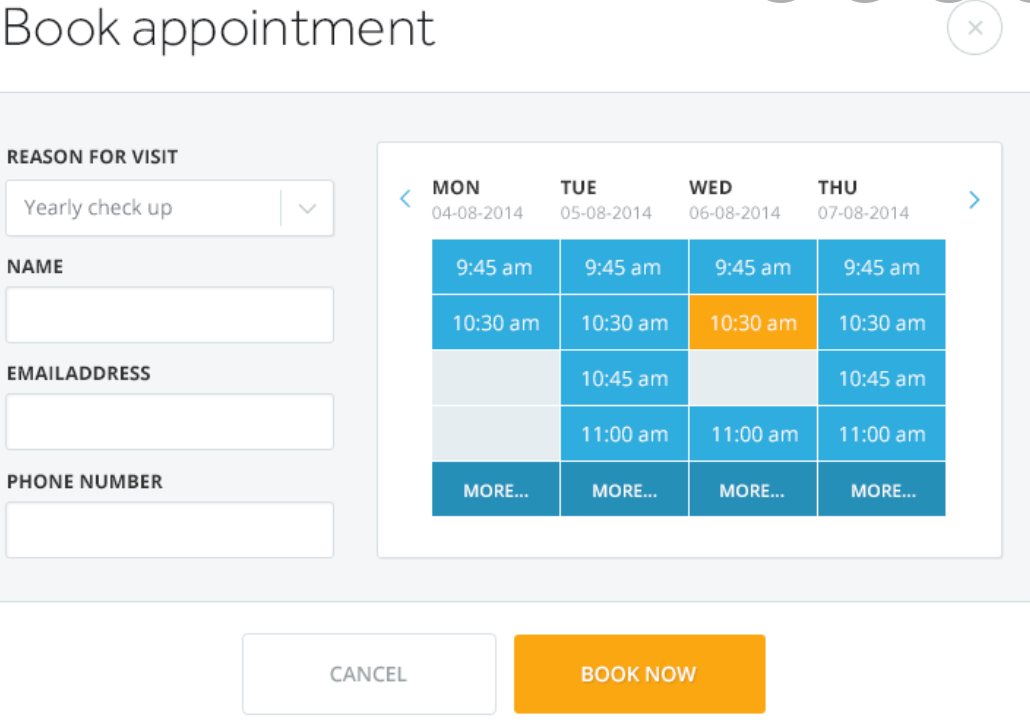 Book appointment
REASON FOR VISIT
Yearly check up
NAME
EMAILADDRESS
PHONE NUMBER
MON TUE WED THU
04-08-2014 05-08-2014 06-08-2014 07-08-2014
9:45 am 9:45 am 9:45 am 9:45 am
10:30 am 10:30 am 10:30 am 10:30 am
10:45 am 10:45 am
11:00 am 11:00 am 11:00 am
MORE... MORE... MORE... MORE...
CANCEL BOOK NOW